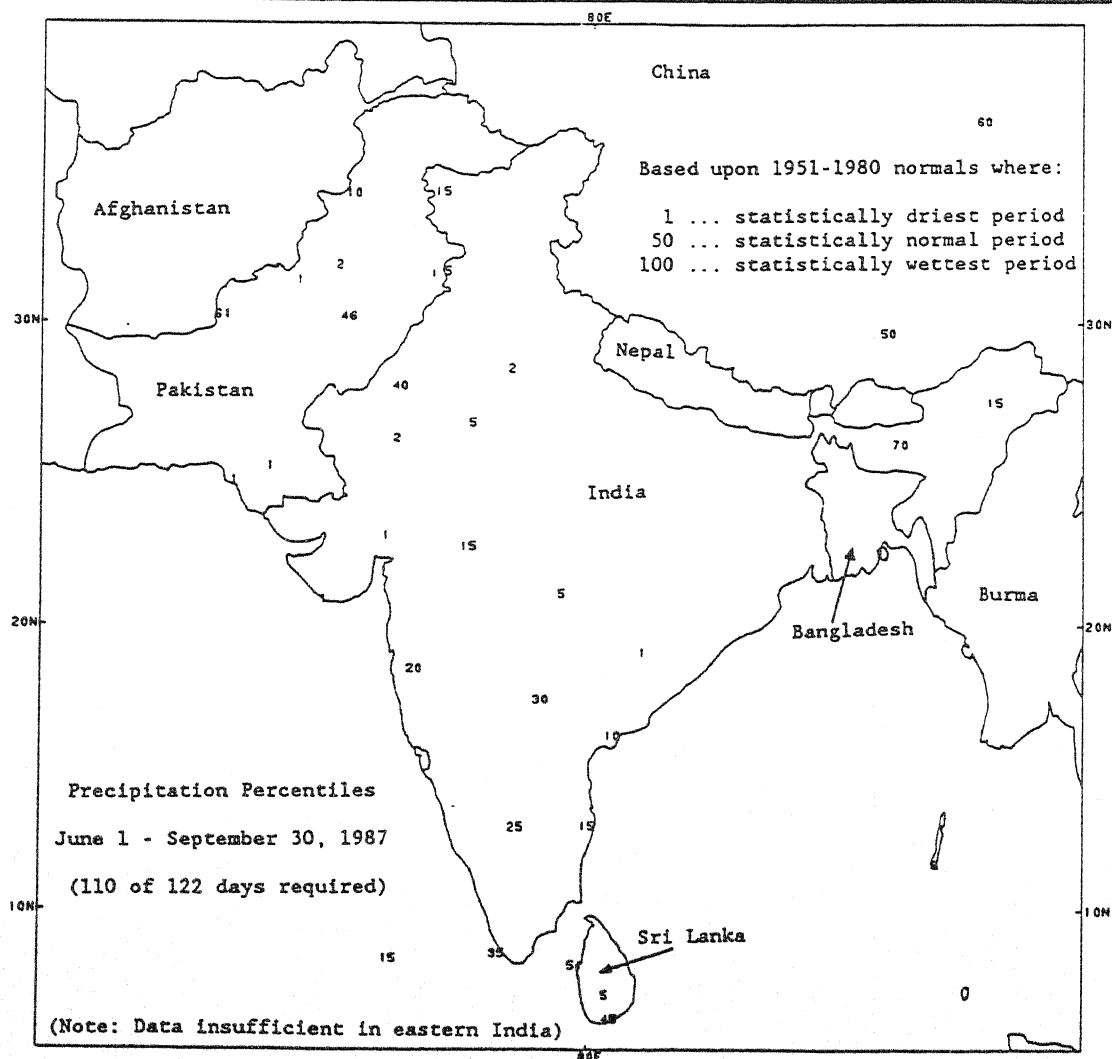 80E
China
60
Based upon 1951-1980 normals where:
10
15
Afghanistan
1 ... statistically driest period
50 ... statistically normal period
100 ... statistically wettest period
2
1
15
61
46
30N
30N
50
Nepal
2
Pakistan
40
15
5
2
70
1
India
1
15
5
Burma
20N
20N
Bangladesh
1
20
30
10
Precipitation Percentiles
25
15
June 1 - September 30, 1987
(110 of 122 days required)
10N
10N
Sri Lanka
15
35
5
(Note: Data insufficient in eastern India)
80E